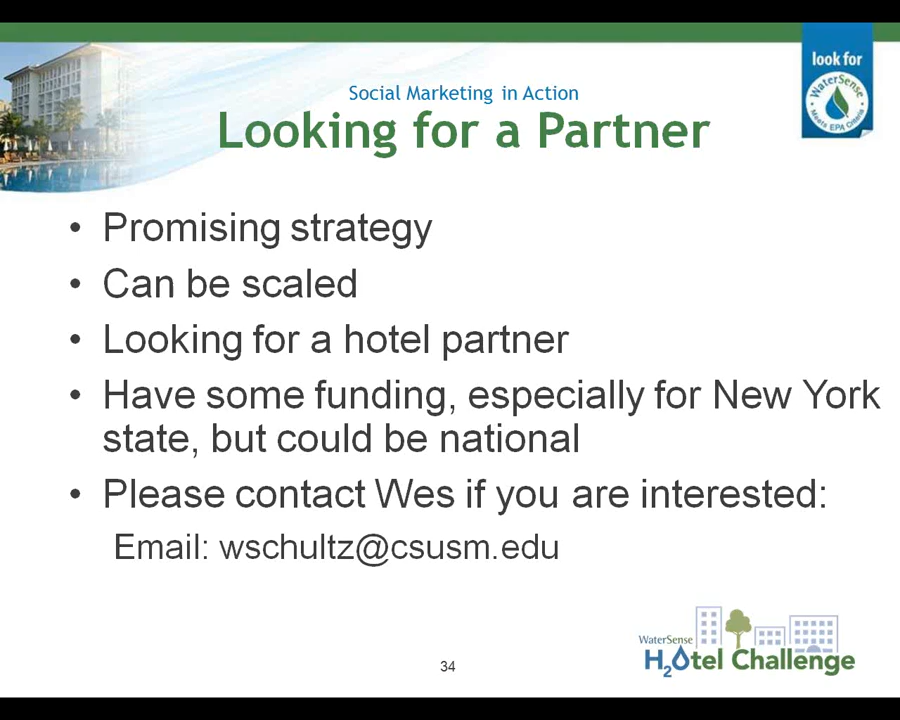 look for
WaterSense
Meets EPA Criteria
Social Marketing in Action
Looking for a Partner
• Promising strategy
• Can be scaled
• Looking for a hotel partner
• Have some funding, especially for New York
state, but could be national
• Please contact Wes if you are interested:
Email: wschultz@csusm.edu
WaterSense
H2Otel Challenge
34